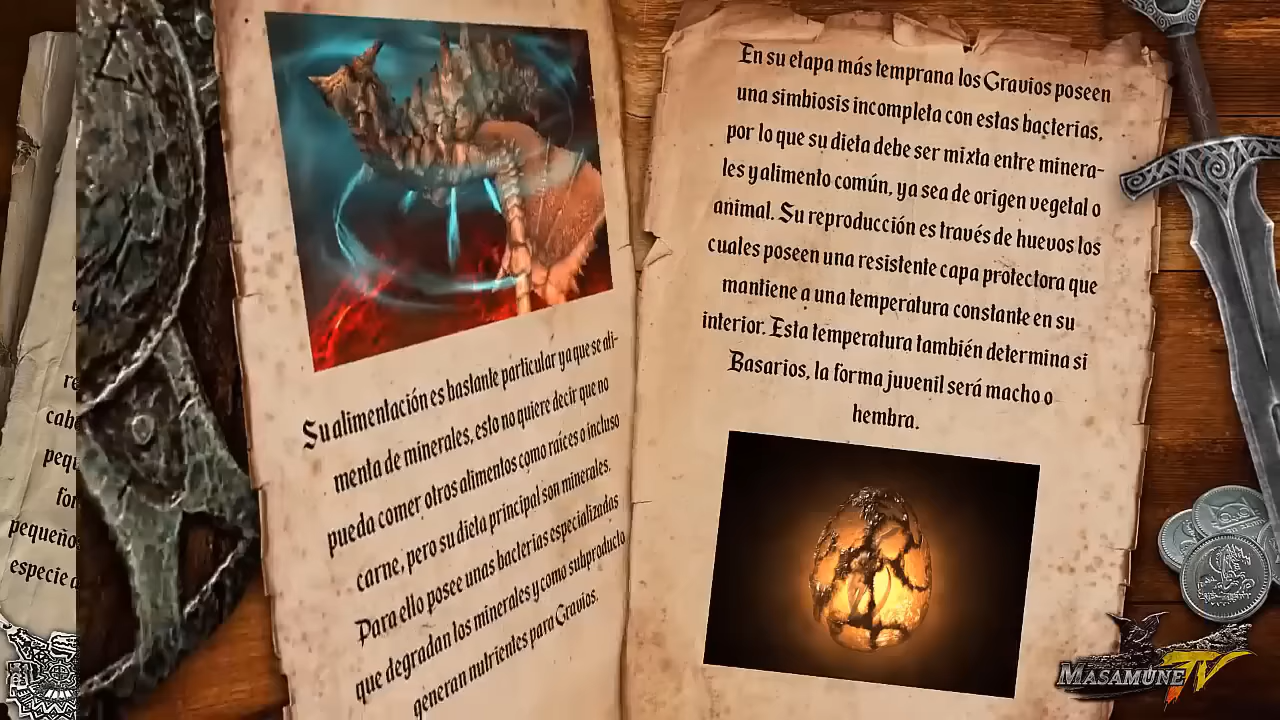 re
cab
pequ
for
pequeño
especie a
Su alimentación es bastante particular ya que se ali-
menta de minerales, esto no quiere decir que no
pueda comer otros alimentos como raíces o incluso
carne, pero su dieta principal son minerales.
Para ello posee unas bacterias especializadas
que degradan los minerales y como subproducto
generan nutrientes para Gravios.
En su etapa más temprana los Gravios poseen
una simbiosis incompleta con estas bacterias,
por lo que su dieta debe ser mixta entre minera-
les y alimento común, ya sea de origen vegetal o
animal. Su reproducción es través de huevos los
cuales poseen una resistente capa protectora que
mantiene a una temperatura constante en su
interior. Esta temperatura también determina si
Basarios, la forma juvenil será macho o
hembra.
MASAMUNE TV